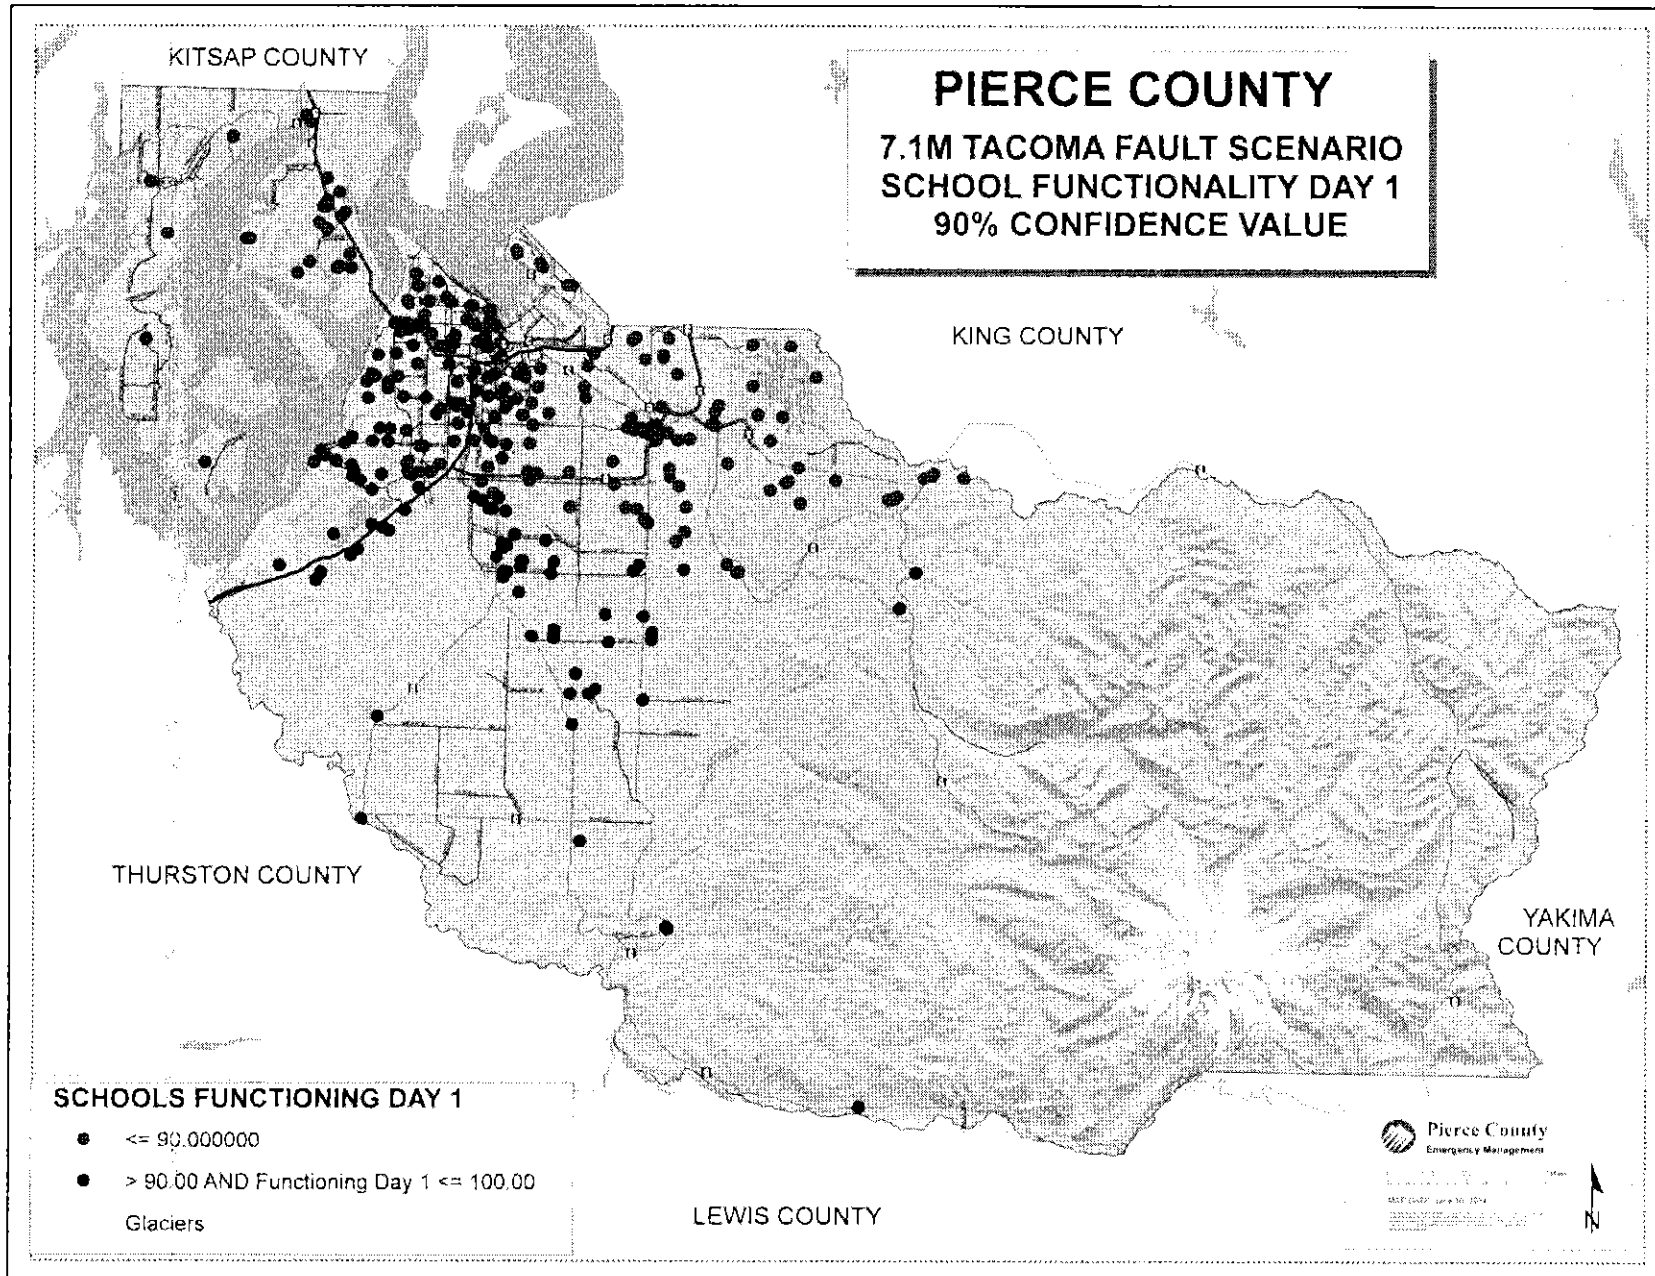 KITSAP COUNTY
PIERCE COUNTY
7.1M TACOMA FAULT SCENARIO
SCHOOL FUNCTIONALITY DAY 1
90% CONFIDENCE VALUE
KING COUNTY
THURSTON COUNTY
YAKIMA
COUNTY
SCHOOLS FUNCTIONING DAY 1
<= 90.000000
> 90.00 AND Functioning Day 1 <= 100.00
Glaciers
LEWIS COUNTY
Pierce County
Emergency Management
N